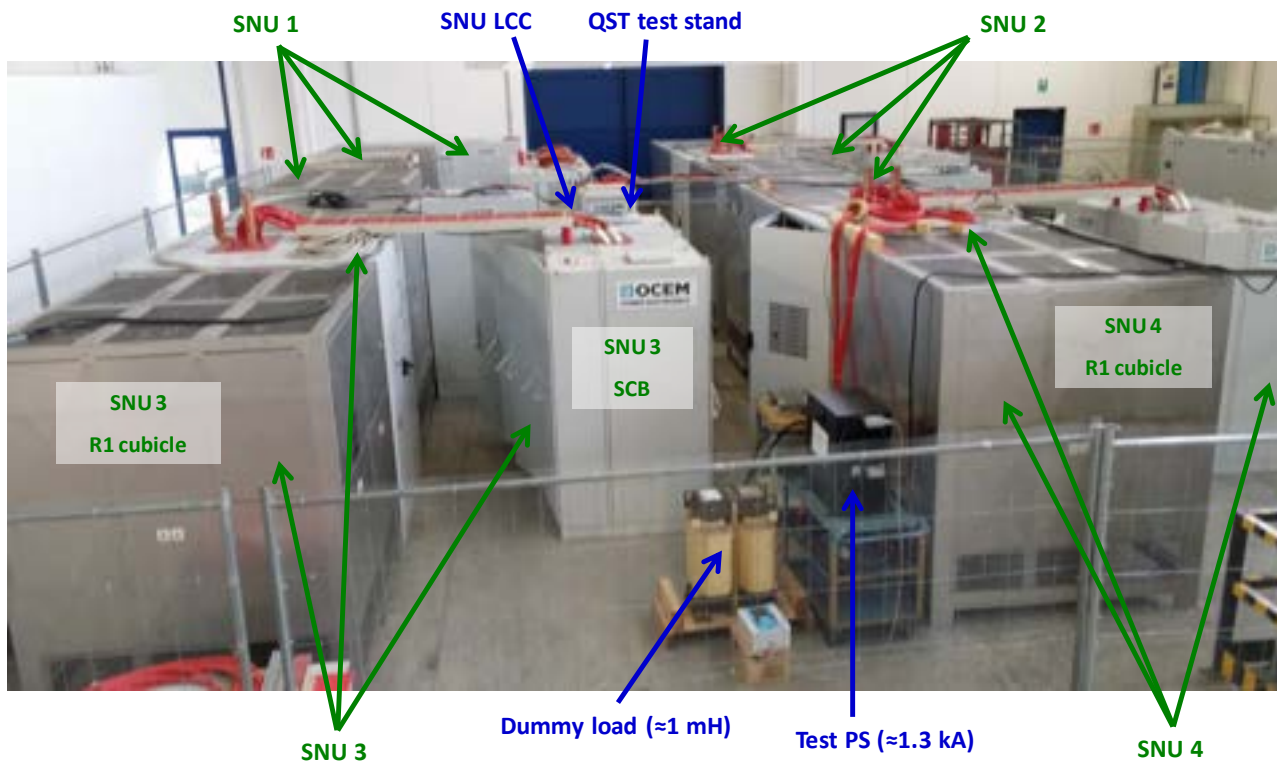 SNU 1
SNU LCC
QST test stand
SNU 2
OCEM
SNU 3
SCB
SNU 4
R1 cubicle
SNU 3
R1 cubicle
Dummy load (≈1 mH)
Test PS (≈1.3 kA)
SNU 3
SNU 4